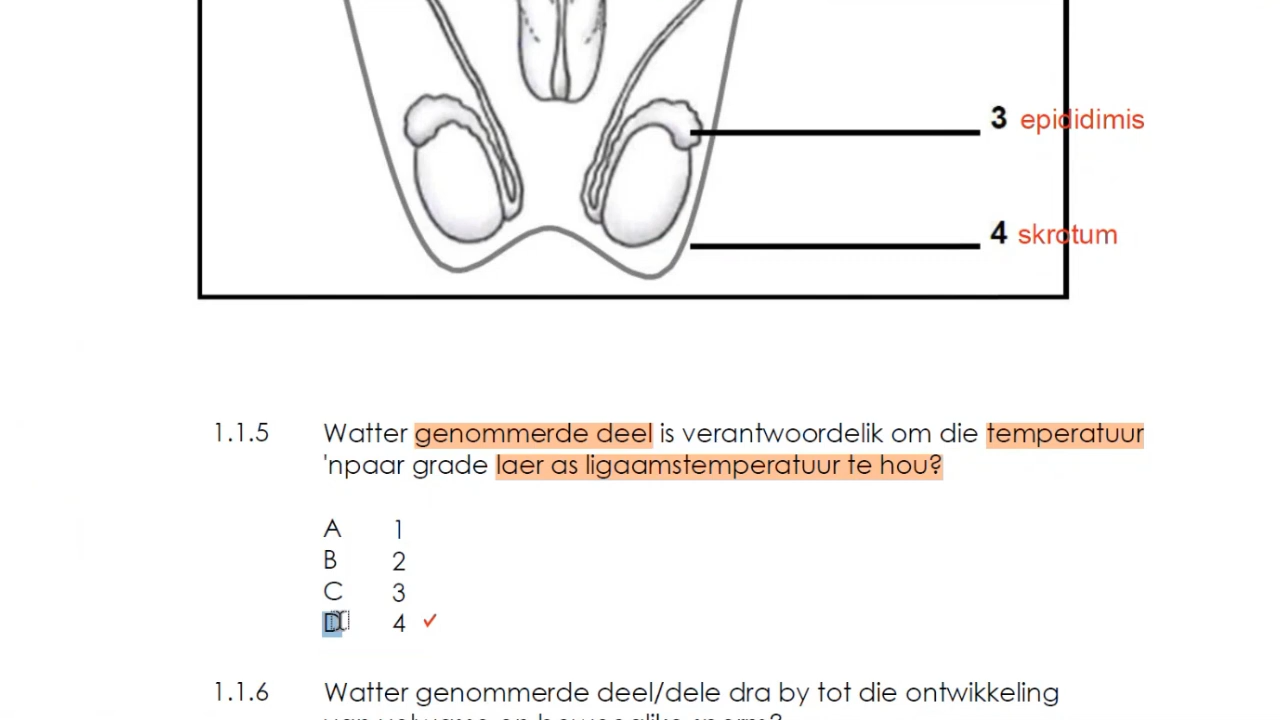 3 epididimis
4 skrotum
1.1.5 Watter genommerde deel is verantwoordelik om die temperatuur
'npaar grade laer as ligaamstemperatuur te hou?
A 1
B 2
C 3
D 4 ✓
1.1.6 Watter genommerde deel/dele dra by tot die ontwikkeling